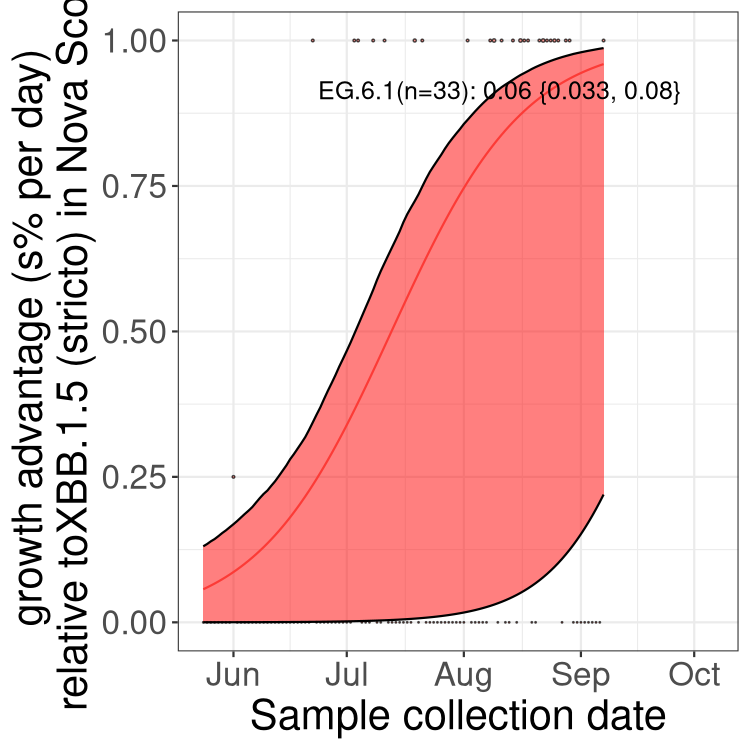 growth advantage (s% per day)
relative toXBB.1.5 (stricto) in Nova Sco
1.00
0.75
0.50
0.25
0.00
EG.6.1(n=33): 0.06 {0.033, 0.08}
Jun Jul Aug Sep Oct
Sample collection date